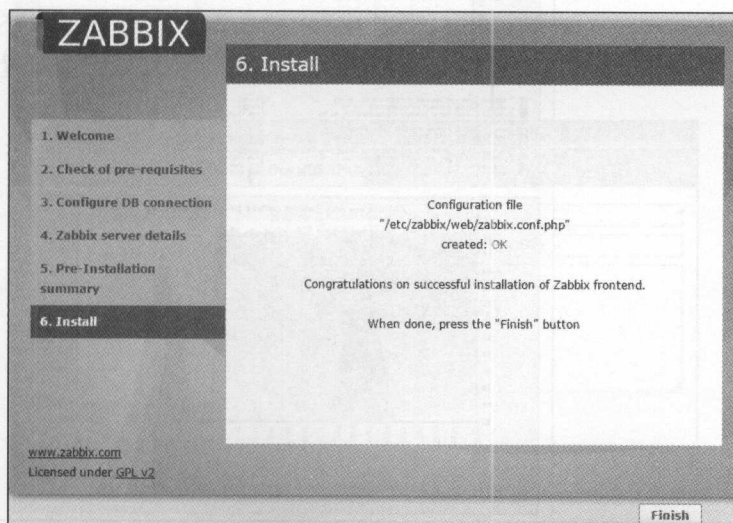 ZABBIX
6. Install
1. Welcome
2. Check of pre-requisites
3. Configure DB connection
4. Zabbix server details
5. Pre-Installation
summary
6. Install
Configuration file
"/etc/zabbix/web/zabbix.conf.php"
created: OK
Congratulations on successful installation of Zabbix frontend.
When done, press the "Finish" button
www.zabbix.com
Licensed under GPL v2
Finish